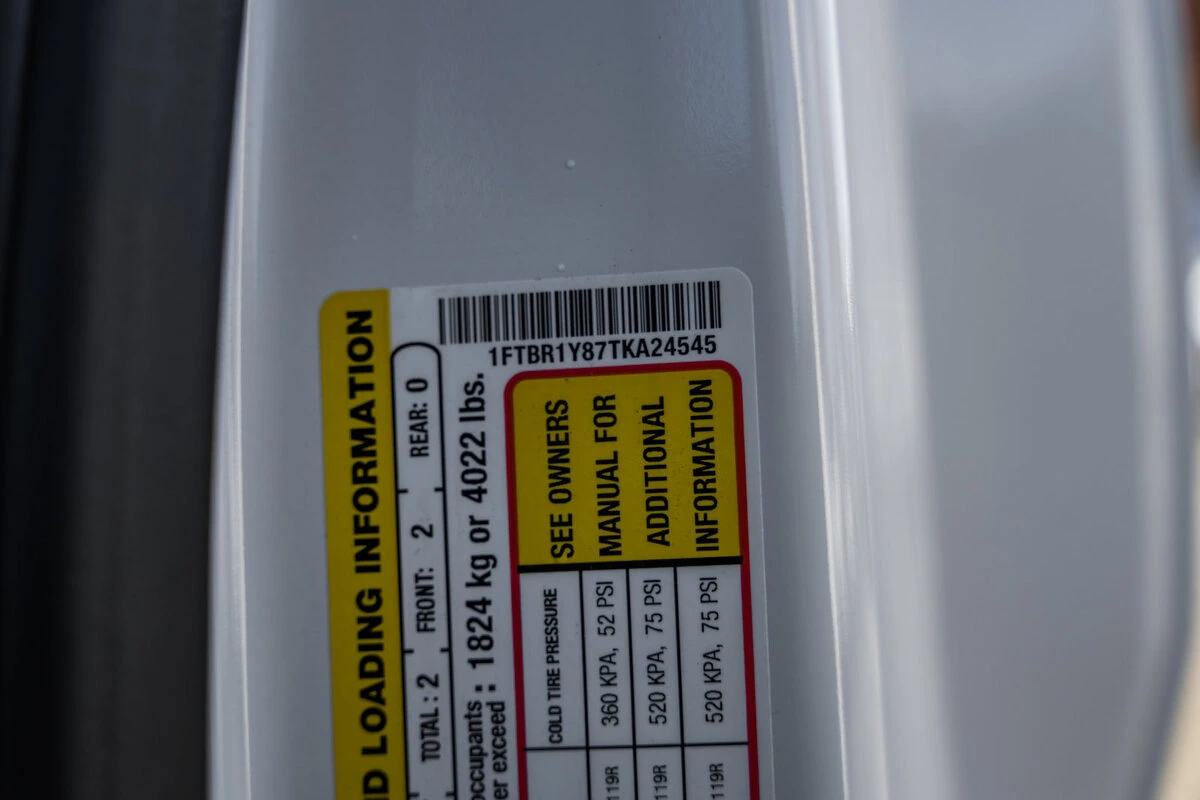 1FTBR1Y87TKA24545
ND LOADING INFORMATION
TOTAL : 2 FRONT: 2 REAR: 0
occupants : 1824 kg or 4022 lbs.
er exceed :
COLD TIRE PRESSURE SEE OWNERS
119R 360 KPA, 52 PSI MANUAL FOR
119R 520 KPA, 75 PSI ADDITIONAL
119R 520 KPA, 75 PSI INFORMATION